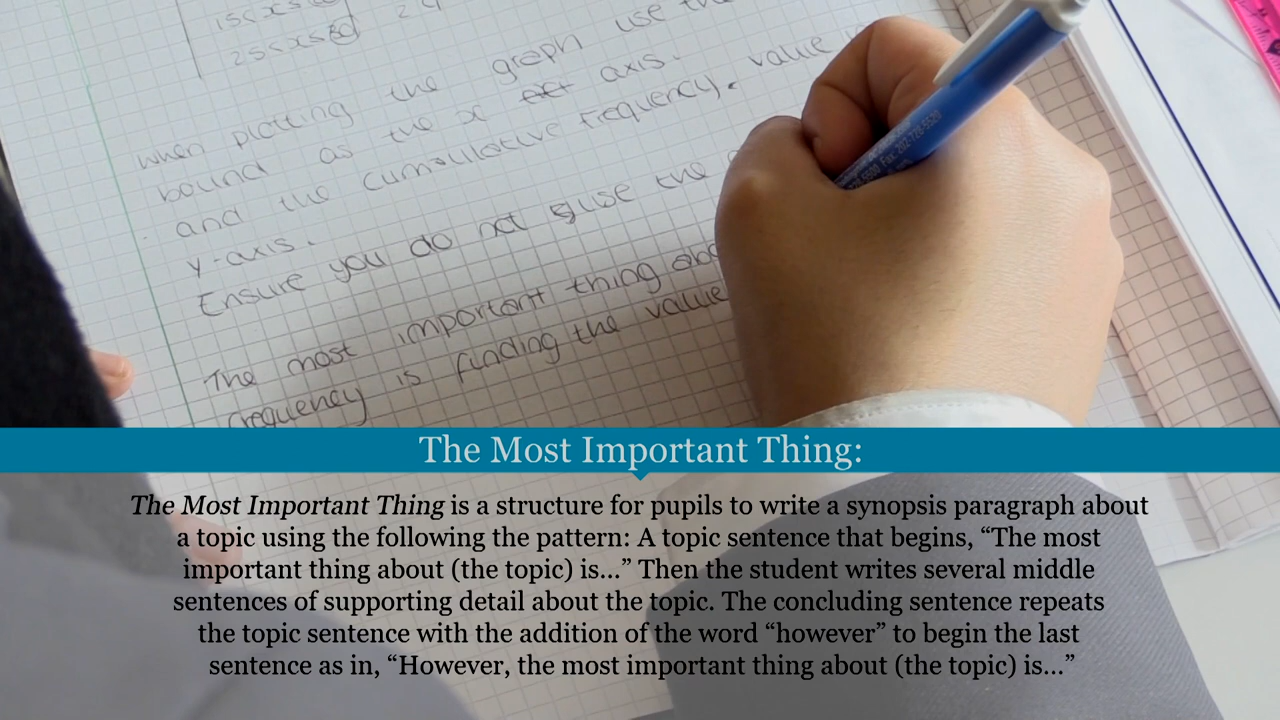 15<x≤
25<x≤30 24
when plotting the graph use the
bound as the x axis. value
and the cumulative frequency.
y-axis.
Ensure you do not use the
The most important thing abo
frequency is finding the value
The Most Important Thing:
The Most Important Thing is a structure for pupils to write a synopsis paragraph about
a topic using the following the pattern: A topic sentence that begins, “The most
important thing about (the topic) is...” Then the student writes several middle
sentences of supporting detail about the topic. The concluding sentence repeats
the topic sentence with the addition of the word “however” to begin the last
sentence as in, “However, the most important thing about (the topic) is...”